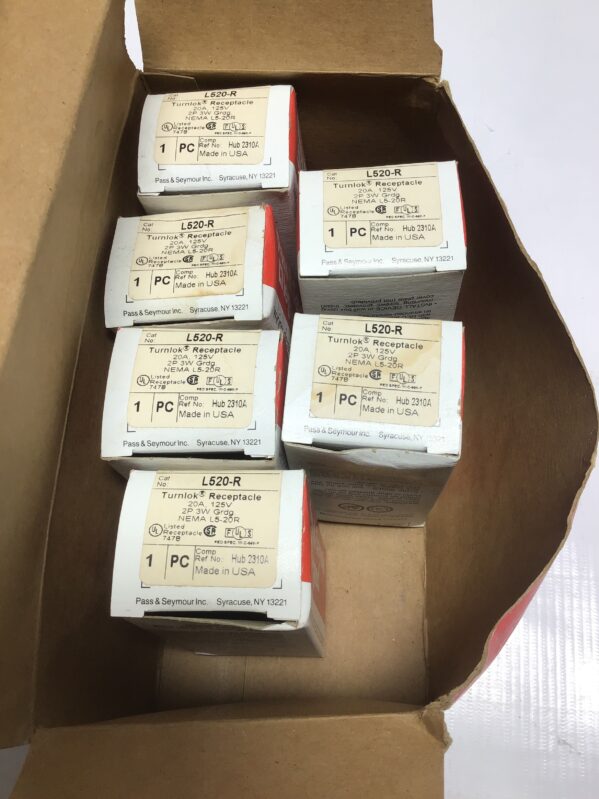 Cat No: L520-R
Turnlok® Receptacle
20A, 125V
2P 3W Grdg
NEMA L5-20R
UL Listed Receptacle 747B
1 PC Comp Ref No: Hub 2310A
Made in USA
Pass & Seymour Inc. Syracuse, NY 13221
Cat No: L520-R
Turnlok® Receptacle
20A, 125V
2P 3W Grdg
NEMA L5-20R
UL Listed Receptacle 747B
1 PC Comp Ref No: Hub 2310A
Made in USA
Pass & Seymour Inc. Syracuse, NY 13221
Cat No: L520-R
Turnlok® Receptacle
20A, 125V
2P 3W Grdg
NEMA L5-20R
UL Listed Receptacle 747B
1 PC Comp Ref No: Hub 2310A
Made in USA
Pass & Seymour Inc. Syracuse, NY 13221
Cat No: L520-R
Turnlok® Receptacle
20A, 125V
2P 3W Grdg
NEMA L5-20R
UL Listed Receptacle 747B
1 PC Comp Ref No: Hub 2310A
Made in USA
Pass & Seymour Inc. Syracuse, NY 13221
Cat No: L520-R
Turnlok® Receptacle
20A, 125V
2P 3W Grdg
NEMA L5-20R
UL Listed Receptacle 747B
1 PC Comp Ref No: Hub 2310A
Made in USA
Pass & Seymour Inc. Syracuse, NY 13221
Cat No: L520-R
Turnlok® Receptacle
20A, 125V
2P 3W Grdg
NEMA L5-20R
UL Listed Receptacle 747B
1 PC Comp Ref No: Hub 2310A
Made in USA
Pass & Seymour Inc. Syracuse, NY 13221